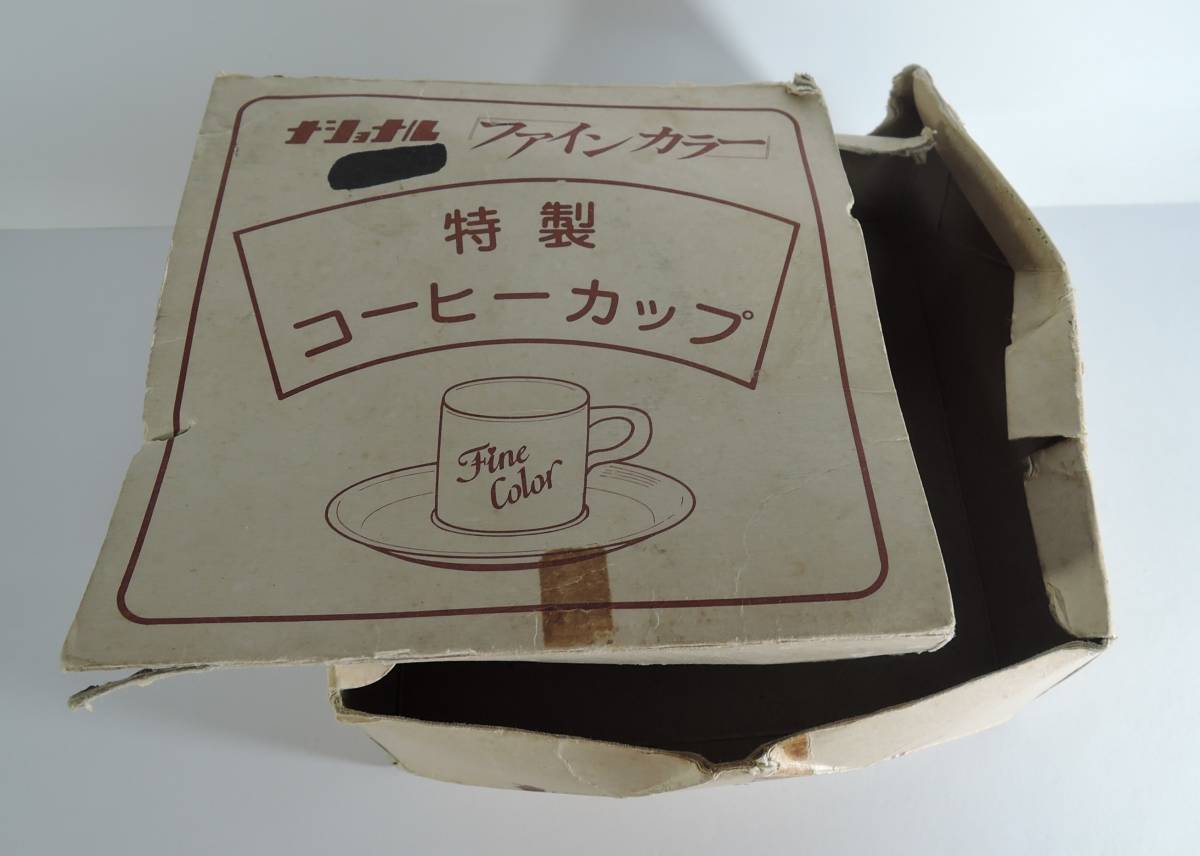 ナショナル「ファインカラー」
特製
コーヒーカップ
Fine
Color